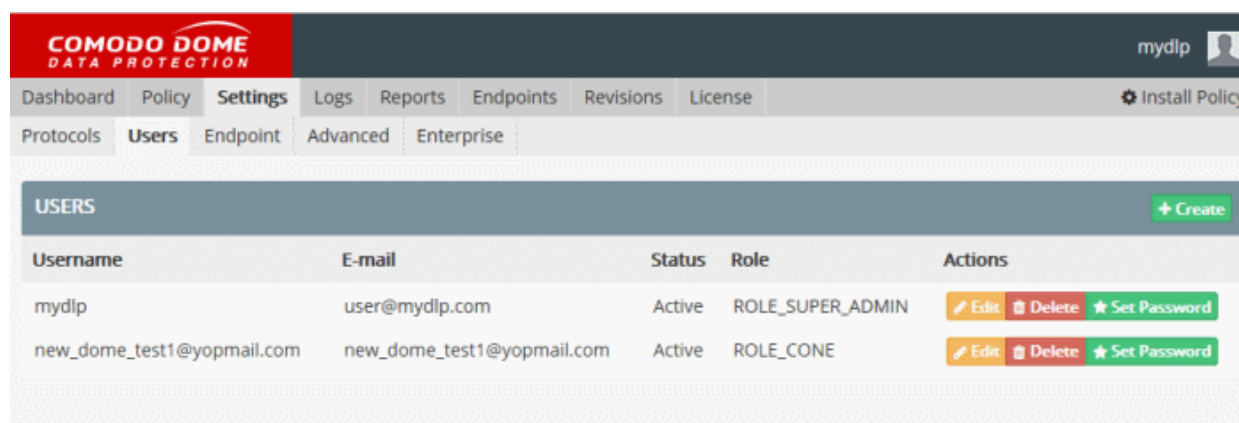 COMODO DOME
DATA PROTECTION
mydlp
Dashboard Policy Settings Logs Reports Endpoints Revisions License Install Policy
Protocols Users Endpoint Advanced Enterprise
USERS
+ Create
Username E-mail Status Role Actions
mydlp user@mydlp.com Active ROLE_SUPER_ADMIN Edit Delete Set Password
new_dome_test1@yopmail.com new_dome_test1@yopmail.com Active ROLE_CONE Edit Delete Set Password